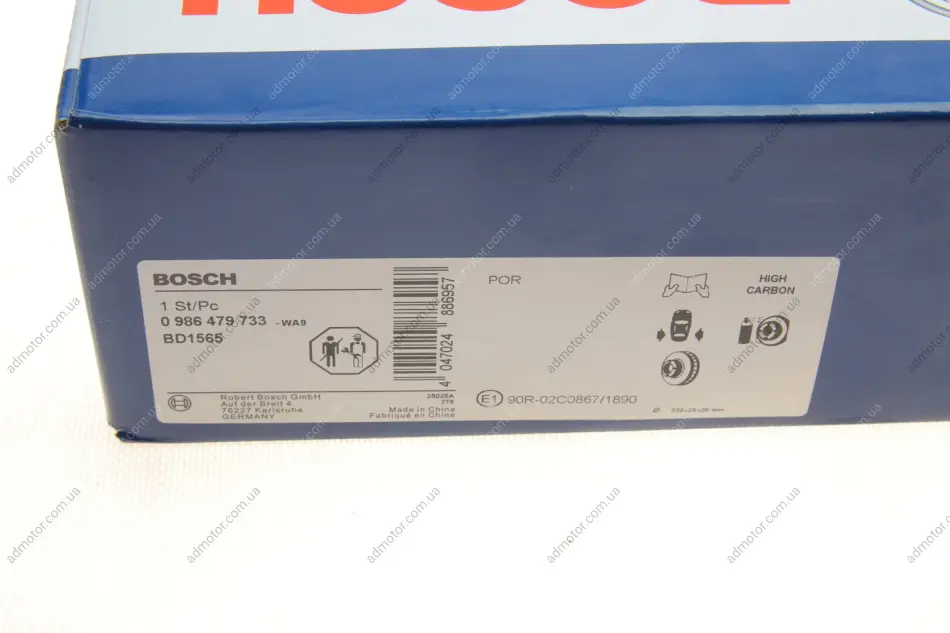 BOSCH
BOSCH
1 St/Pc
0 986 479 733 - WA9
BD1565
4 047024 886957
POR
HIGH
CARBON
Robert Bosch GmbH
Auf der Breit 4
76227 Karlsruhe
GERMANY
276
Made in China
Fabriqué en Chine
E1 90R-02C0867/1890
admotor.com.ua